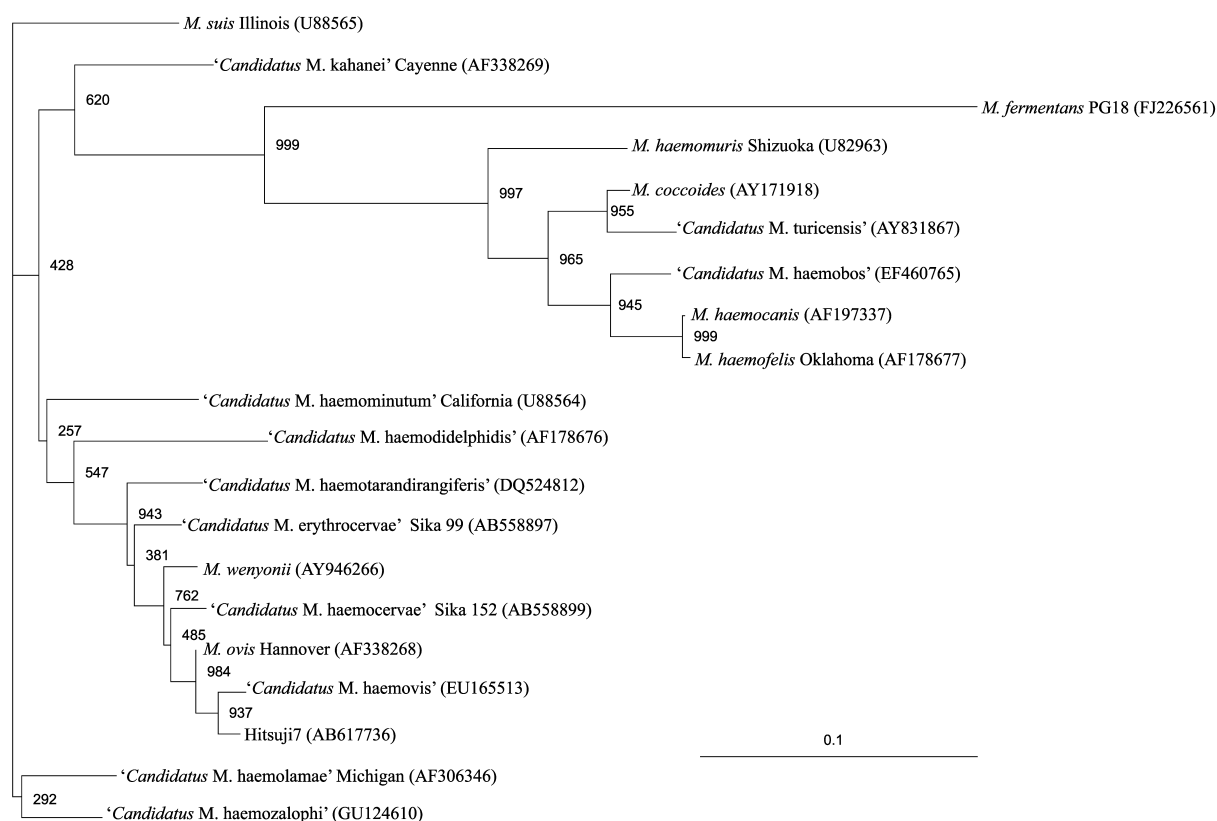 M. suis Illinois (U88565)
‘Candidatus M. kahanei’ Cayenne (AF338269)
620
M. fermentans PG18 (FJ226561)
999
M. haemomuris Shizuoka (U82963)
997
M. coccoides (AY171918)
955
‘Candidatus M. turicensis’ (AY831867)
965
428
‘Candidatus M. haemobos’ (EF460765)
945
M. haemocanis (AF197337)
999
M. haemofelis Oklahoma (AF178677)
‘Candidatus M. haemominutum’ California (U88564)
257
‘Candidatus M. haemodidelphidis’ (AF178676)
547
‘Candidatus M. haemotarandirangiferis’ (DQ524812)
943
‘Candidatus M. erythrocervae’ Sika 99 (AB558897)
381
M. wenyonii (AY946266)
762
‘Candidatus M. haemocervae’ Sika 152 (AB558899)
485
M. ovis Hannover (AF338268)
984
‘Candidatus M. haemovis’ (EU165513)
937
Hitsuji7 (AB617736)
0.1
‘Candidatus M. haemolamae’ Michigan (AF306346)
292
‘Candidatus M. haemozalophi’ (GU124610)